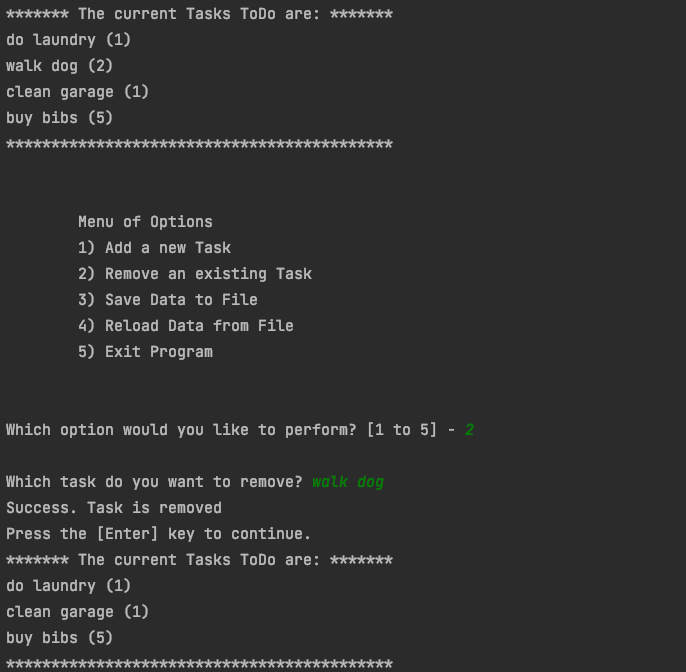 ******* The current Tasks ToDo are: *******
do laundry (1)
walk dog (2)
clean garage (1)
buy bibs (5)
*******************************************
Menu of Options
1) Add a new Task
2) Remove an existing Task
3) Save Data to File
4) Reload Data from File
5) Exit Program
Which option would you like to perform? [1 to 5] - 2
Which task do you want to remove? walk dog
Success. Task is removed
Press the [Enter] key to continue.
******* The current Tasks ToDo are: *******
do laundry (1)
clean garage (1)
buy bibs (5)
*******************************************